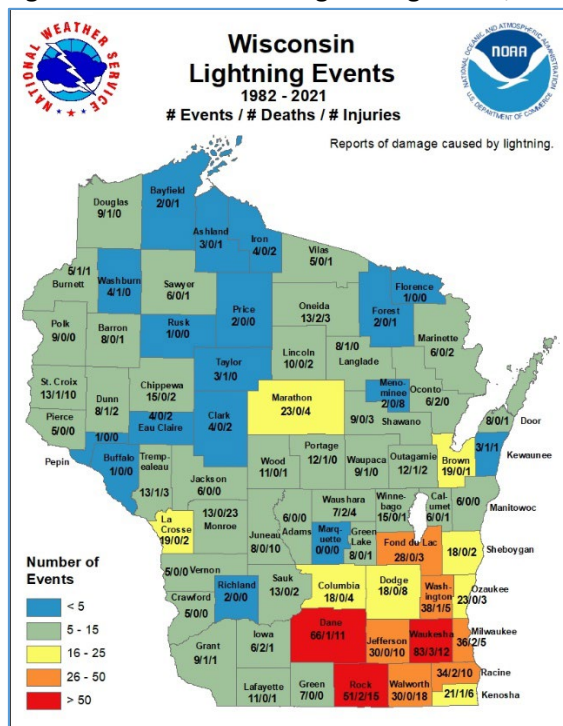 NATIONAL WEATHER SERVICE
NATIONAL OCEANIC AND ATMOSPHERIC ADMINISTRATION
NOAA
U.S. DEPARTMENT OF COMMERCE
Wisconsin
Lightning Events
1982 - 2021
# Events / # Deaths / # Injuries
Reports of damage caused by lightning.
Douglas
9/1/0
Bayfield
2/0/1
Ashland
3/0/1
Iron
4/0/2
Vilas
5/0/1
5/1/1
Burnett
Washburn
4/1/0
Sawyer
6/0/1
Price
2/0/0
Oneida
13/2/3
Forest
2/0/1
Florence
1/0/0
Marinette
6/0/2
Polk
9/0/0
Barron
8/0/1
Rusk
1/0/0
Taylor
3/1/0
Lincoln
10/0/2
8/1/0
Langlade
St. Croix
13/1/10
Dunn
8/1/2
Chippewa
15/0/2
Marathon
23/0/4
Meno-
minee
2/0/8
Oconto
6/2/0
Pierce
5/0/0
1/0/0
Pepin
4/0/2
Eau Claire
Clark
4/0/2
9/0/3
Shawano
8/0/1
Door
Buffalo
1/0/0
Tremp-
ealeau
13/1/3
Jackson
6/0/0
Wood
11/0/1
Portage
12/1/0
Waupaca
9/1/0
Outagamie
12/1/2
Brown
19/0/1
3/1/1
Kewaunee
La
Crosse
19/0/2
13/0/23
Monroe
Juneau
8/0/10
6/0/0
Adams
Waushara
7/2/4
Winne-
bago
15/0/1
Cal-
umet
6/0/1
6/0/0
Manitowoc
Mar-
quette
0/0/0
Green
Lake
8/0/1
Fond du Lac
28/0/3
18/0/2
Sheboygan
5/0/0
Vernon
Crawford
5/0/0
Richland
2/0/0
Sauk
13/0/2
Columbia
18/0/4
Dodge
18/0/8
Wash-
ington
38/1/5
Ozaukee
23/0/3
Grant
9/1/1
Iowa
6/2/1
Dane
66/1/11
Jefferson
30/0/10
Waukesha
83/3/12
Milwaukee
36/2/5
Lafayette
11/0/1
Green
7/0/0
Rock
51/2/15
Walworth
30/0/18
34/2/10
Racine
21/1/6
Kenosha
Number of
Events
< 5
5 - 15
16 - 25
26 - 50
> 50